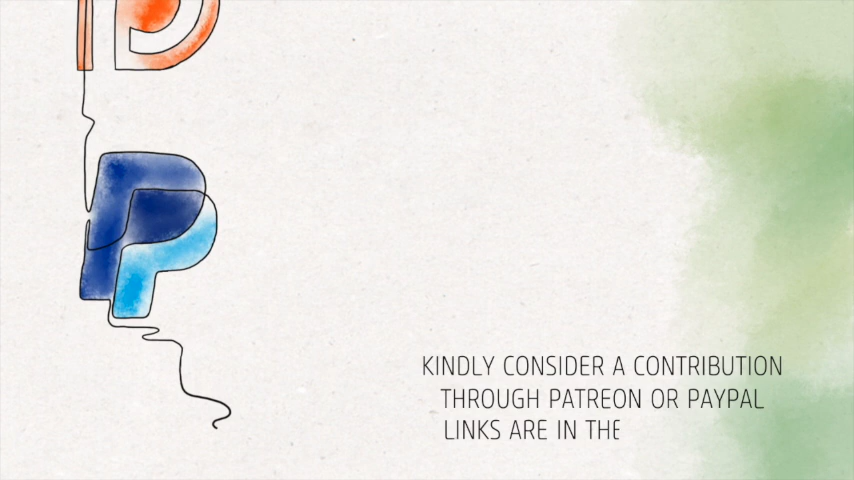 KINDLY CONSIDER A CONTRIBUTION
THROUGH PATREON OR PAYPAL
LINKS ARE IN THE